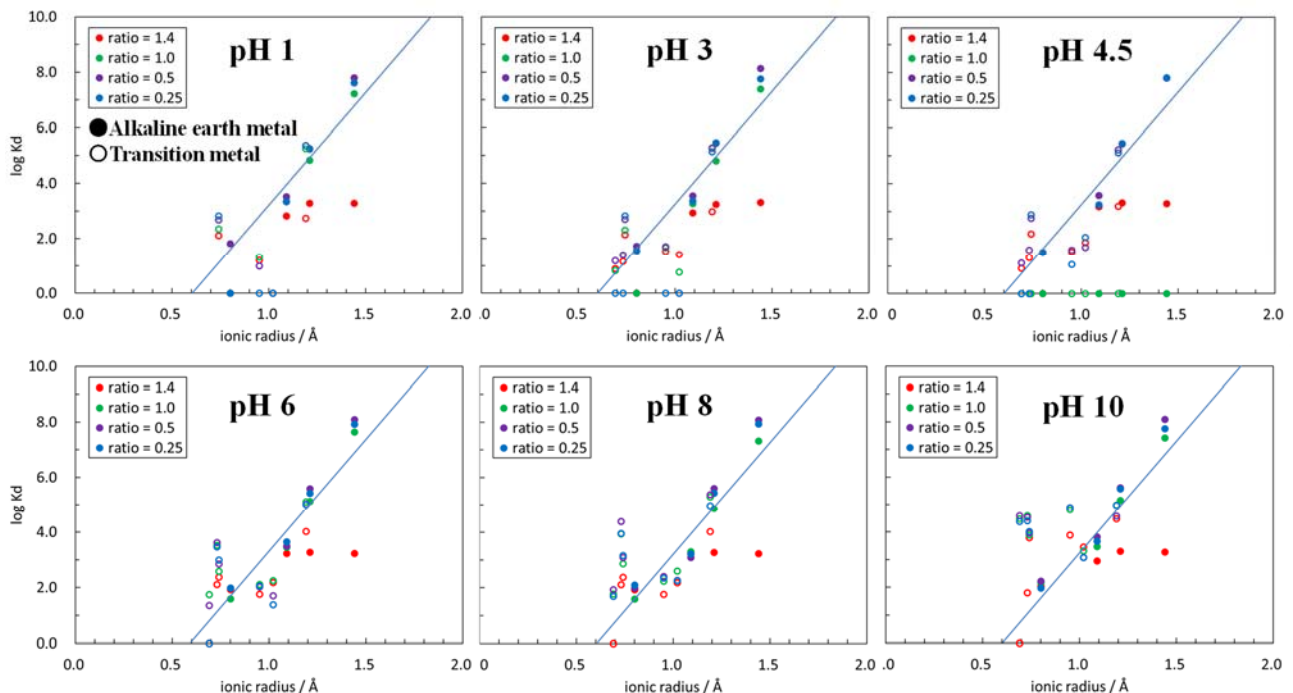 10.0
8.0
6.0
4.0
2.0
0.0
log Kd
ratio = 1.4
ratio = 1.0
ratio = 0.5
ratio = 0.25
pH 1
Alkaline earth metal
Transition metal
0.0 0.5 1.0 1.5 2.0
ionic radius / Å
ratio = 1.4
ratio = 1.0
ratio = 0.5
ratio = 0.25
pH 3
.0 0.5 1.0 1.5 2.0
ionic radius / Å
ratio = 1.4
ratio = 1.0
ratio = 0.5
ratio = 0.25
pH 4.5
.0 0.5 1.0 1.5 2.0
ionic radius / Å
10.0
8.0
6.0
4.0
2.0
0.0
log Kd
ratio = 1.4
ratio = 1.0
ratio = 0.5
ratio = 0.25
pH 6
0.0 0.5 1.0 1.5 2.0
ionic radius / Å
ratio = 1.4
ratio = 1.0
ratio = 0.5
ratio = 0.25
pH 8
.0 0.5 1.0 1.5 2.0
ionic radius / Å
ratio = 1.4
ratio = 1.0
ratio = 0.5
ratio = 0.25
pH 10
.0 0.5 1.0 1.5 2.0
ionic radius / Å